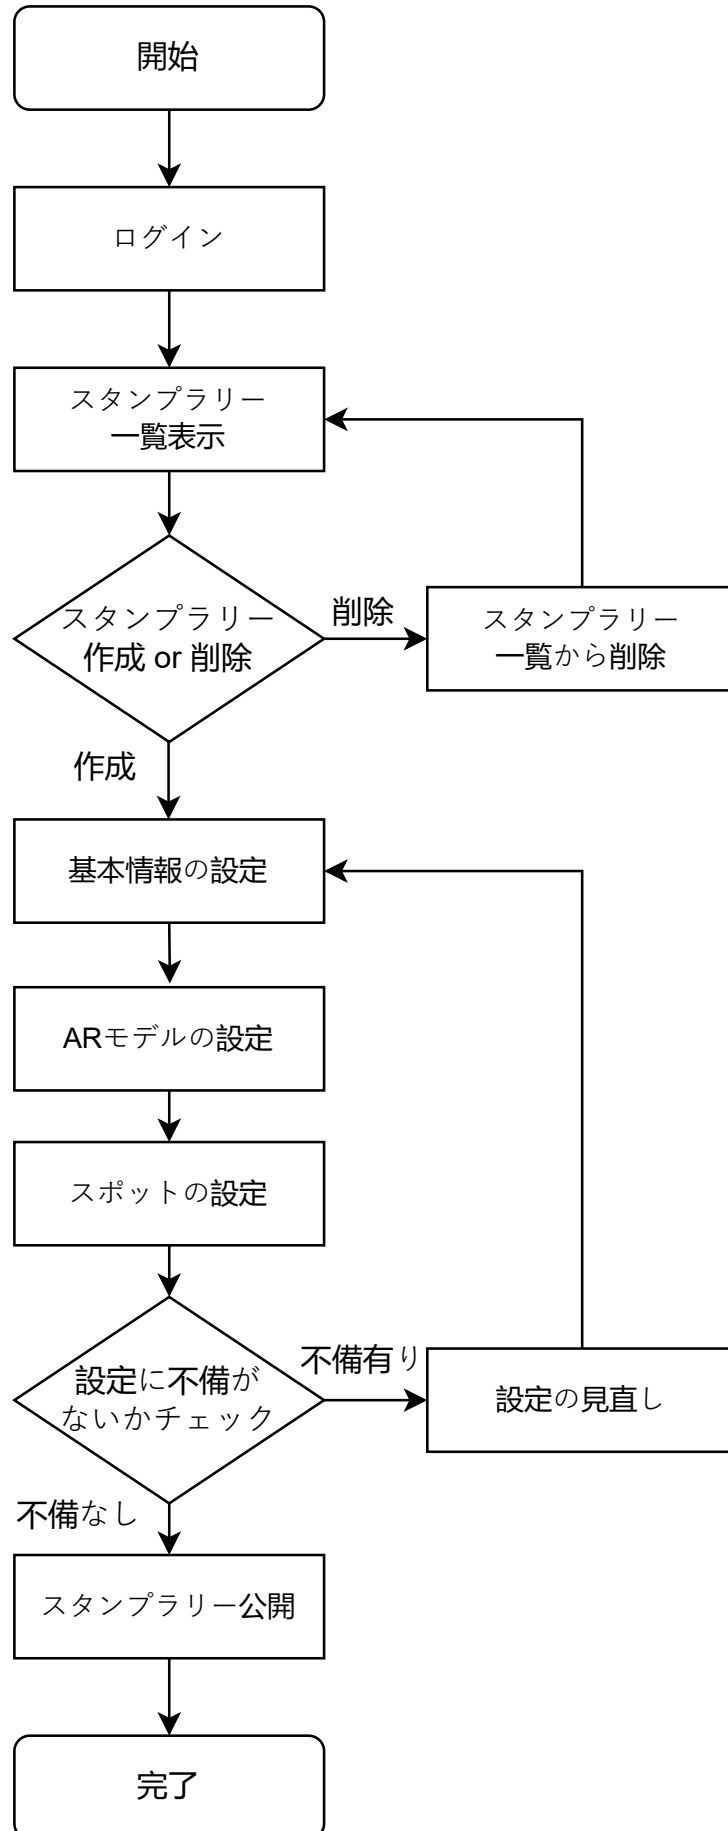 開始
ログイン
スタンプラリー
一覧表示
スタンプラリー
作成 or 削除
削除
スタンプラリー
一覧から削除
作成
基本情報の設定
ARモデルの設定
スポットの設定
設定に不備が
ないかチェック
不備有り
設定の見直し
不備なし
スタンプラリー公開
完了